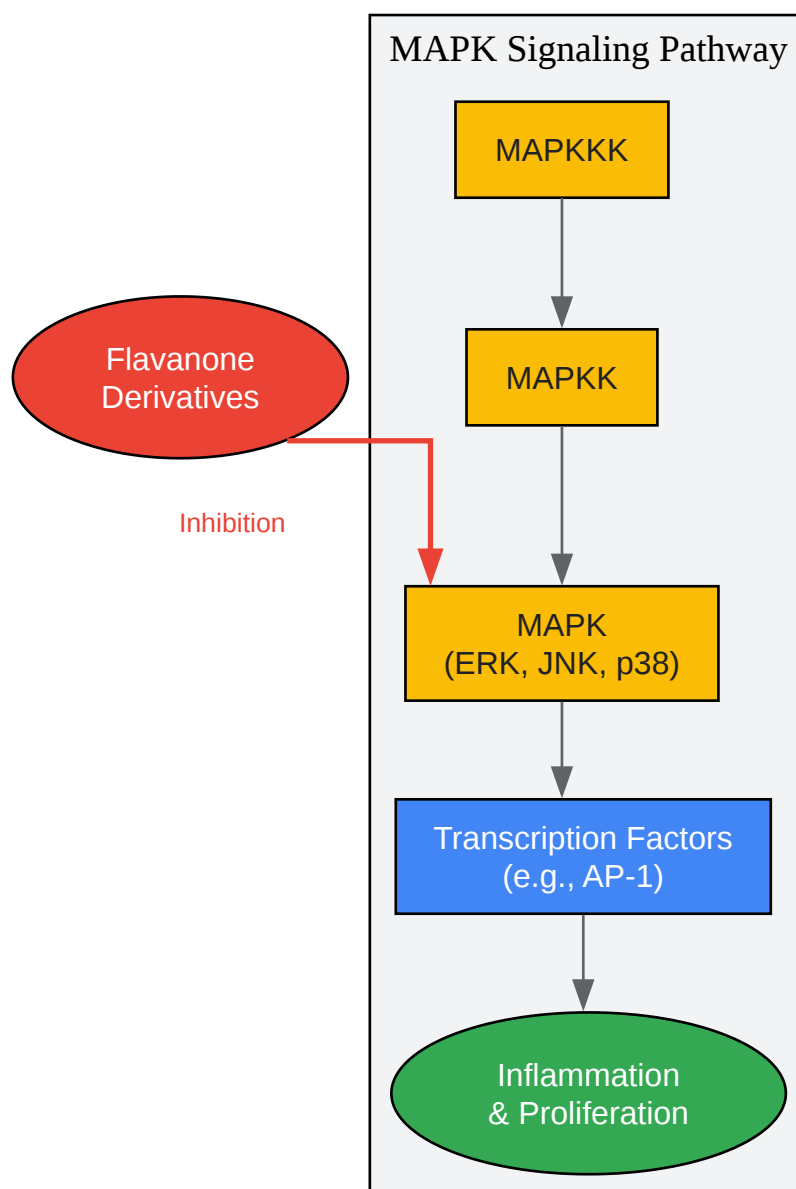 MAPK Signaling Pathway
MAPKKK
Flavanone
Derivatives
MAPKK
Inhibition
MAPK
(ERK, JNK, p38)
Transcription Factors
(e.g., AP-1)
Inflammation
& Proliferation